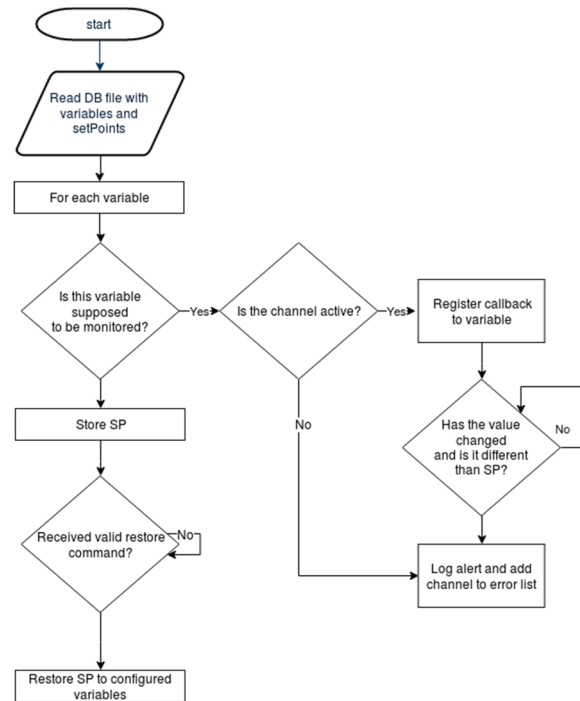 start
Read DB file with
variables and
setPoints
For each variable
Is this variable
supposed
to be monitored?
Yes
Is the channel active?
Yes
Register callback
to variable
Store SP
No
Has the value
changed
and is it different
than SP?
No
Received valid restore
command?
No
Log alert and add
channel to error list
Restore SP to configured
variables